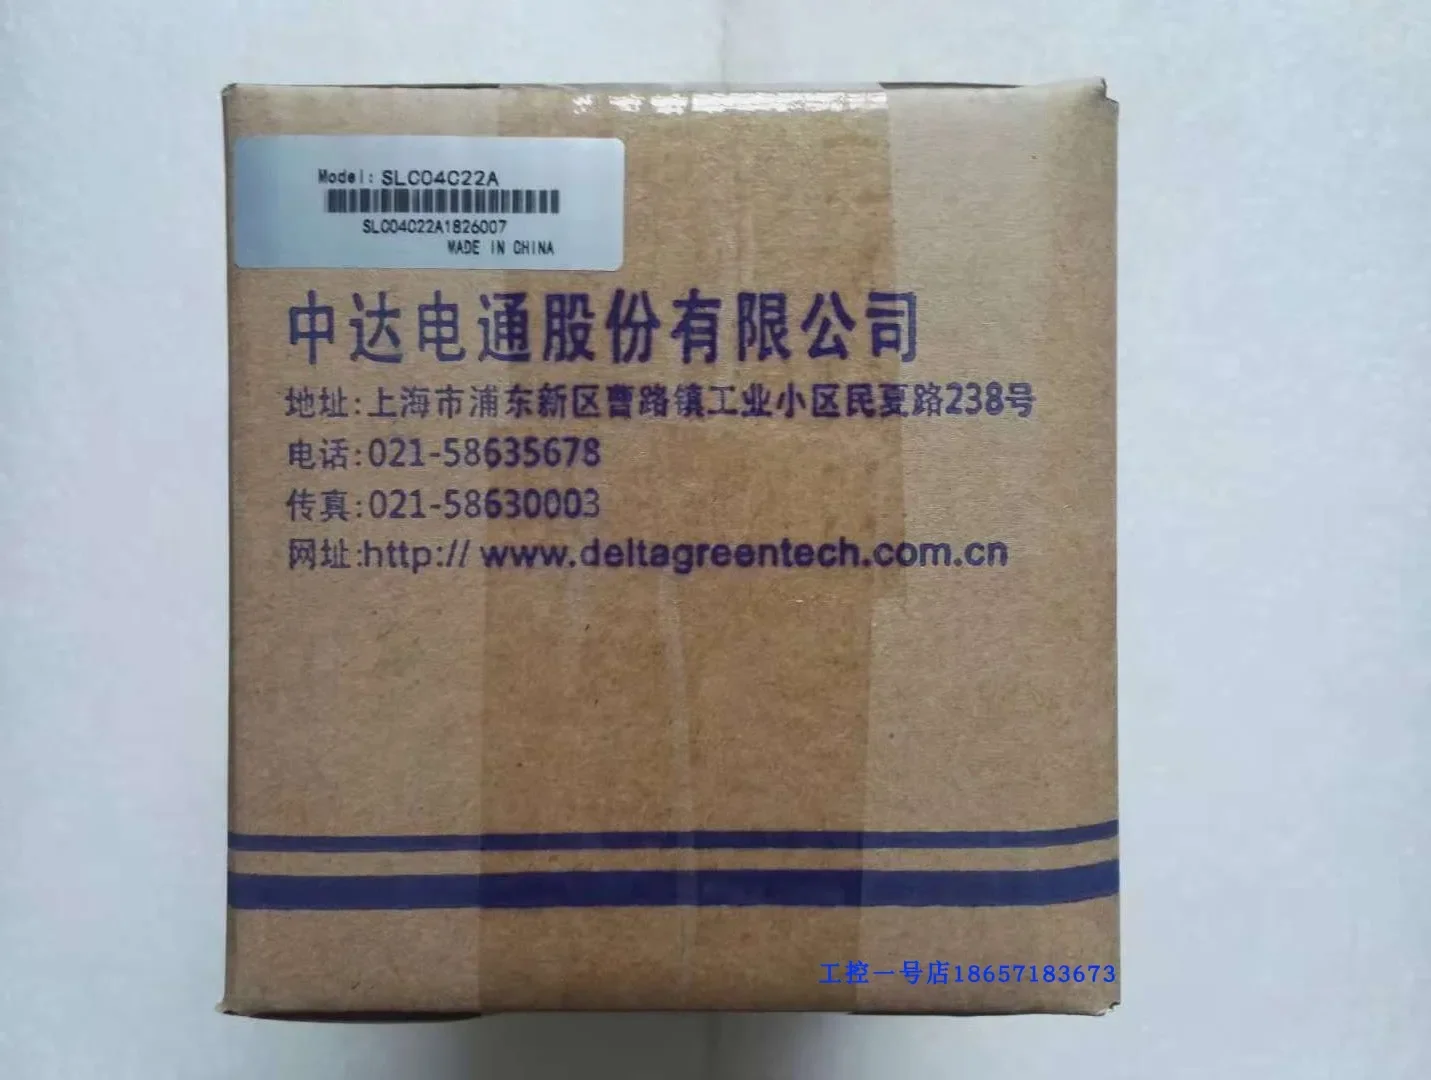 Model: SLC04C22A
SLC04C22A1826007
MADE IN CHINA
中达电通股份有限公司
地址:上海市浦东新区曹路镇工业小区民夏路238号
电话:021-58635678
传真:021-58630003
网址:http:// www.deltagreentech.com.cn
工控一号店18657183673